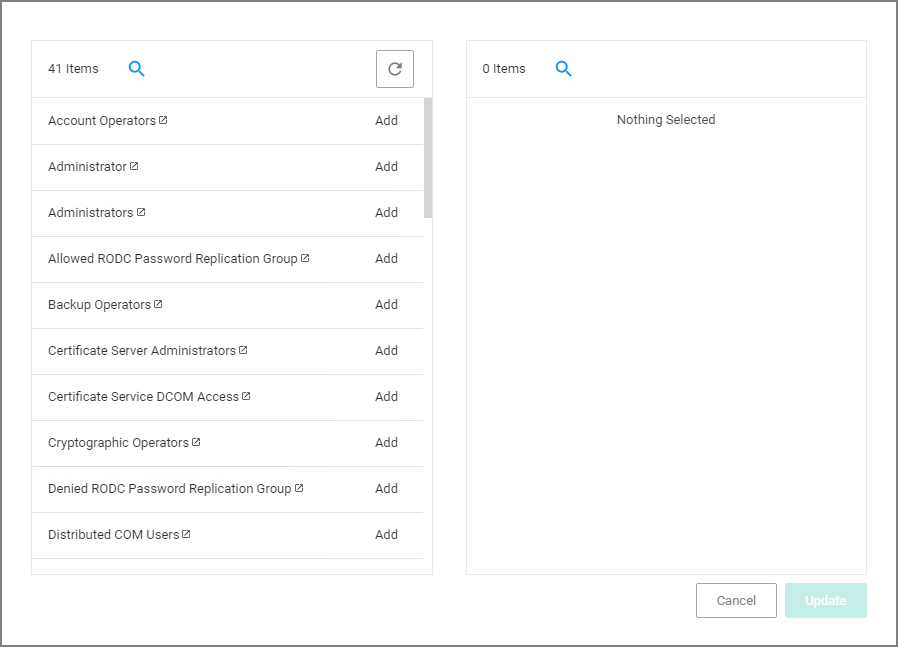 41 Items
Account Operators Add
Administrator Add
Administrators Add
Allowed RODC Password Replication Group Add
Backup Operators Add
Certificate Server Administrators Add
Certificate Service DCOM Access Add
Cryptographic Operators Add
Denied RODC Password Replication Group Add
Distributed COM Users Add
0 Items
Nothing Selected
Cancel Update